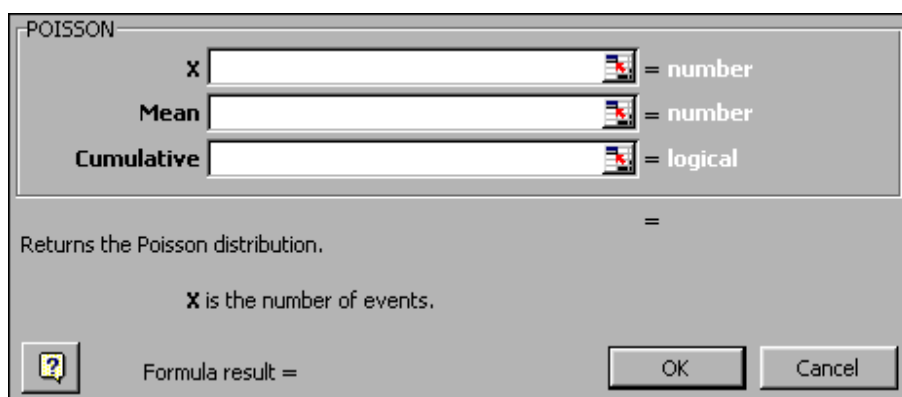 POISSON
X = number
Mean = number
Cumulative = logical
=
Returns the Poisson distribution.
X is the number of events.
? Formula result = OK Cancel